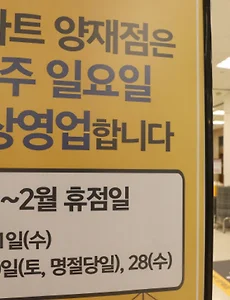 마트 양재점은
주 일요일
상영업합니다
~2월 휴점일
1일(수)
일(토, 명절당일), 28(수)